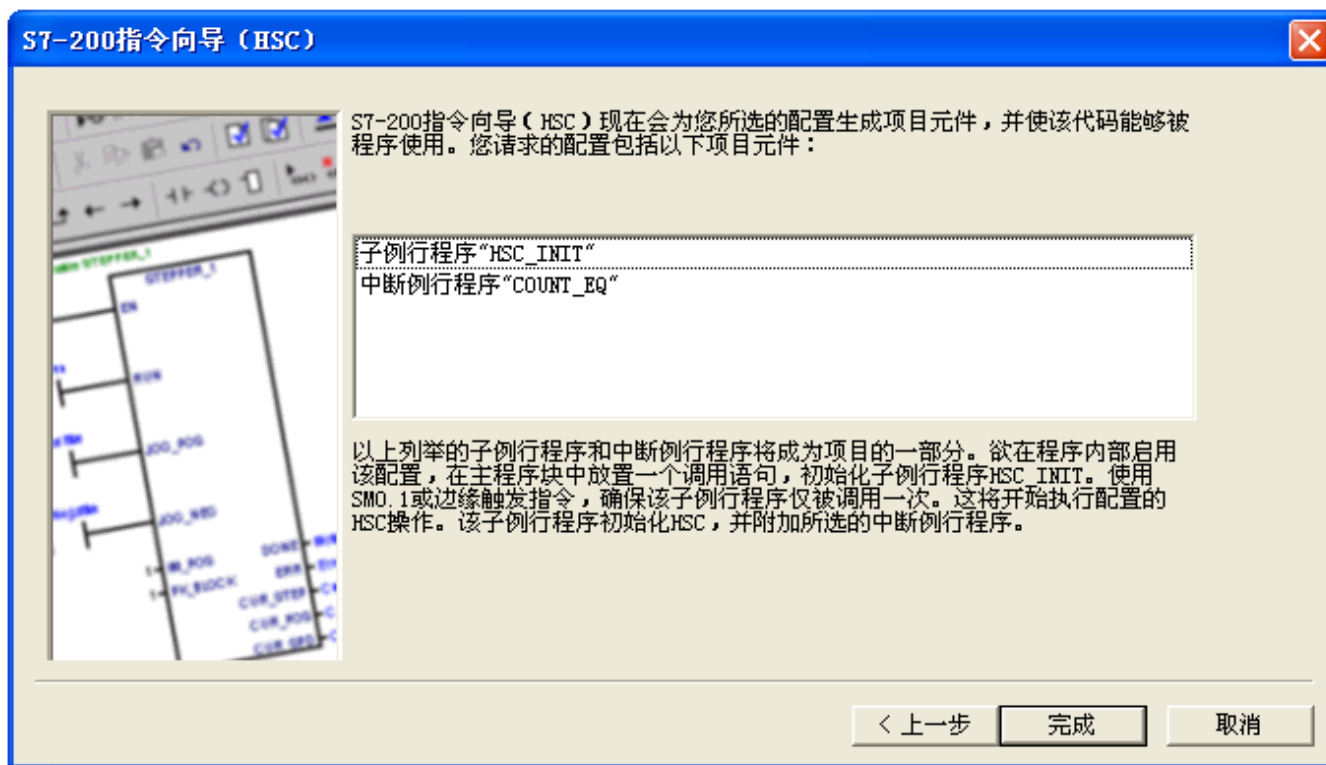 S7-200指令向导（HSC）
S7-200指令向导(HSC)现在会为您所选的配置生成项目元件，并使该代码能够被
程序使用。您请求的配置包括以下项目元件：
子例行程序“HSC_INIT”
中断例行程序“COUNT_EQ”
以上列举的子例行程序和中断例行程序将成为项目的一部分。欲在程序内部启用
该配置，在主程序块中放置一个调用语句，初始化子例行程序HSC_INIT。使用
SM0.1或边缘触发指令，确保该子例行程序仅被调用一次。这将开始执行配置的
HSC操作。该子例行程序初始化HSC，并附加所选的中断例行程序。
STEPPER_1
STEPPER_1
EN
RUN
JOG_POS
JOG_NEG
DONE
ERR
CUR_STEP
CUR_POS
CUR_SPD
< 上一步
完成
取消